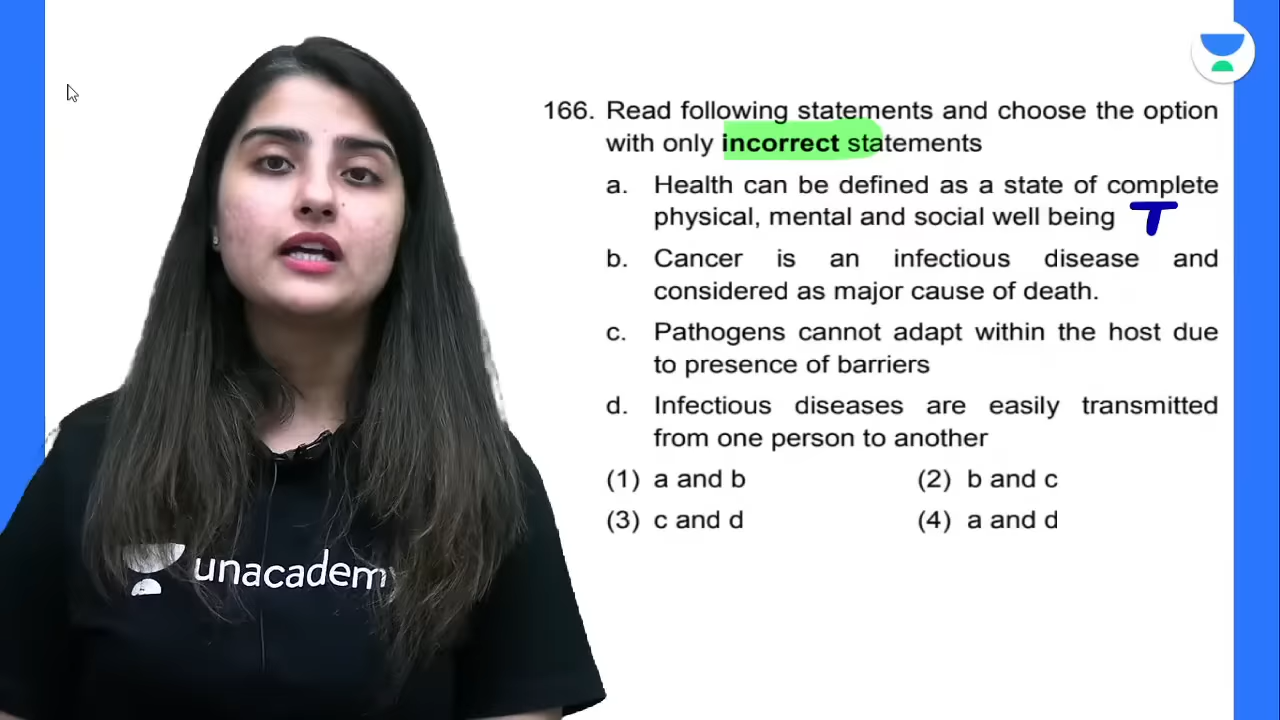 166. Read following statements and choose the option
with only incorrect statements
a. Health can be defined as a state of complete
physical, mental and social well being T
b. Cancer is an infectious disease and
considered as major cause of death.
c. Pathogens cannot adapt within the host due
to presence of barriers
d. Infectious diseases are easily transmitted
from one person to another
(1) a and b (2) b and c
(3) c and d (4) a and d
unacademy